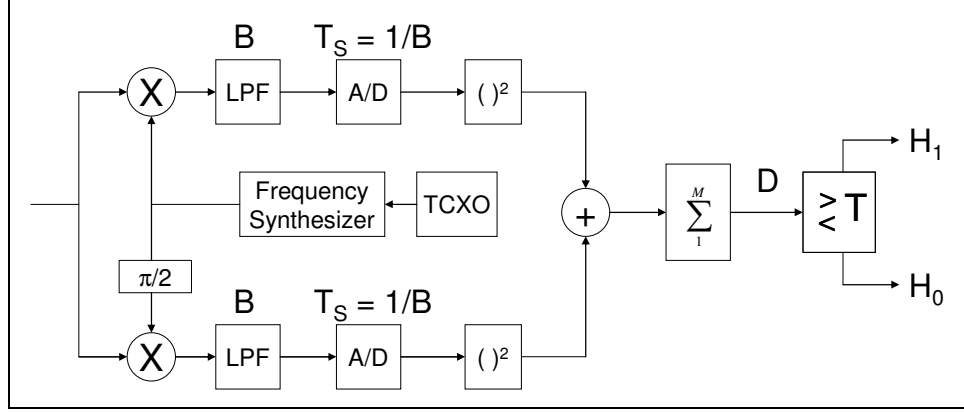 B
T_S = 1/B
X
LPF
A/D
( )²
H₁
Frequency
Synthesizer
TCXO
+
M
∑
1
D
><T
π/2
B
T_S = 1/B
H₀
X
LPF
A/D
( )²